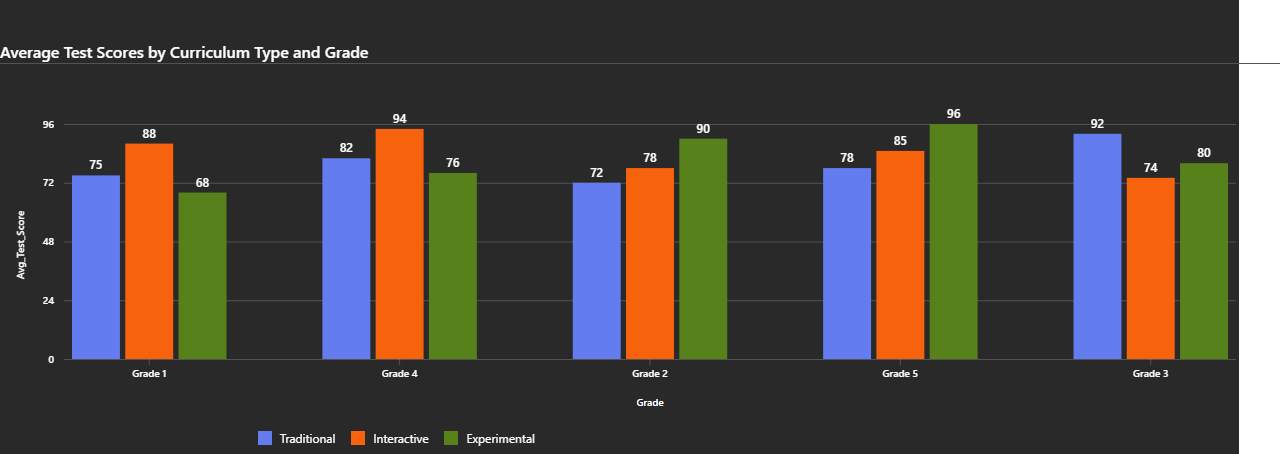 Average Test Scores by Curriculum Type and Grade
96
72
48
24
0
Avg_Test_Score
75
88
68
82
94
76
72
78
90
78
85
96
92
74
80
Grade 1
Grade 4
Grade 2
Grade 5
Grade 3
Grade
Traditional
Interactive
Experimental